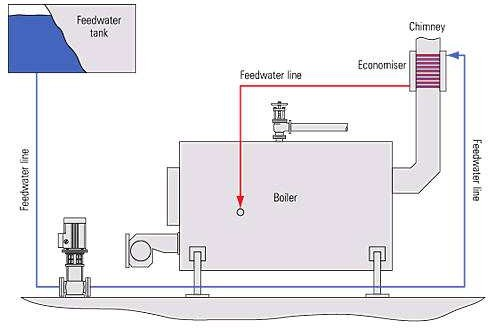 Feedwater
tank
Chimney
Economiser
Feedwater line
Feedwater line
Feedwater line
Boiler